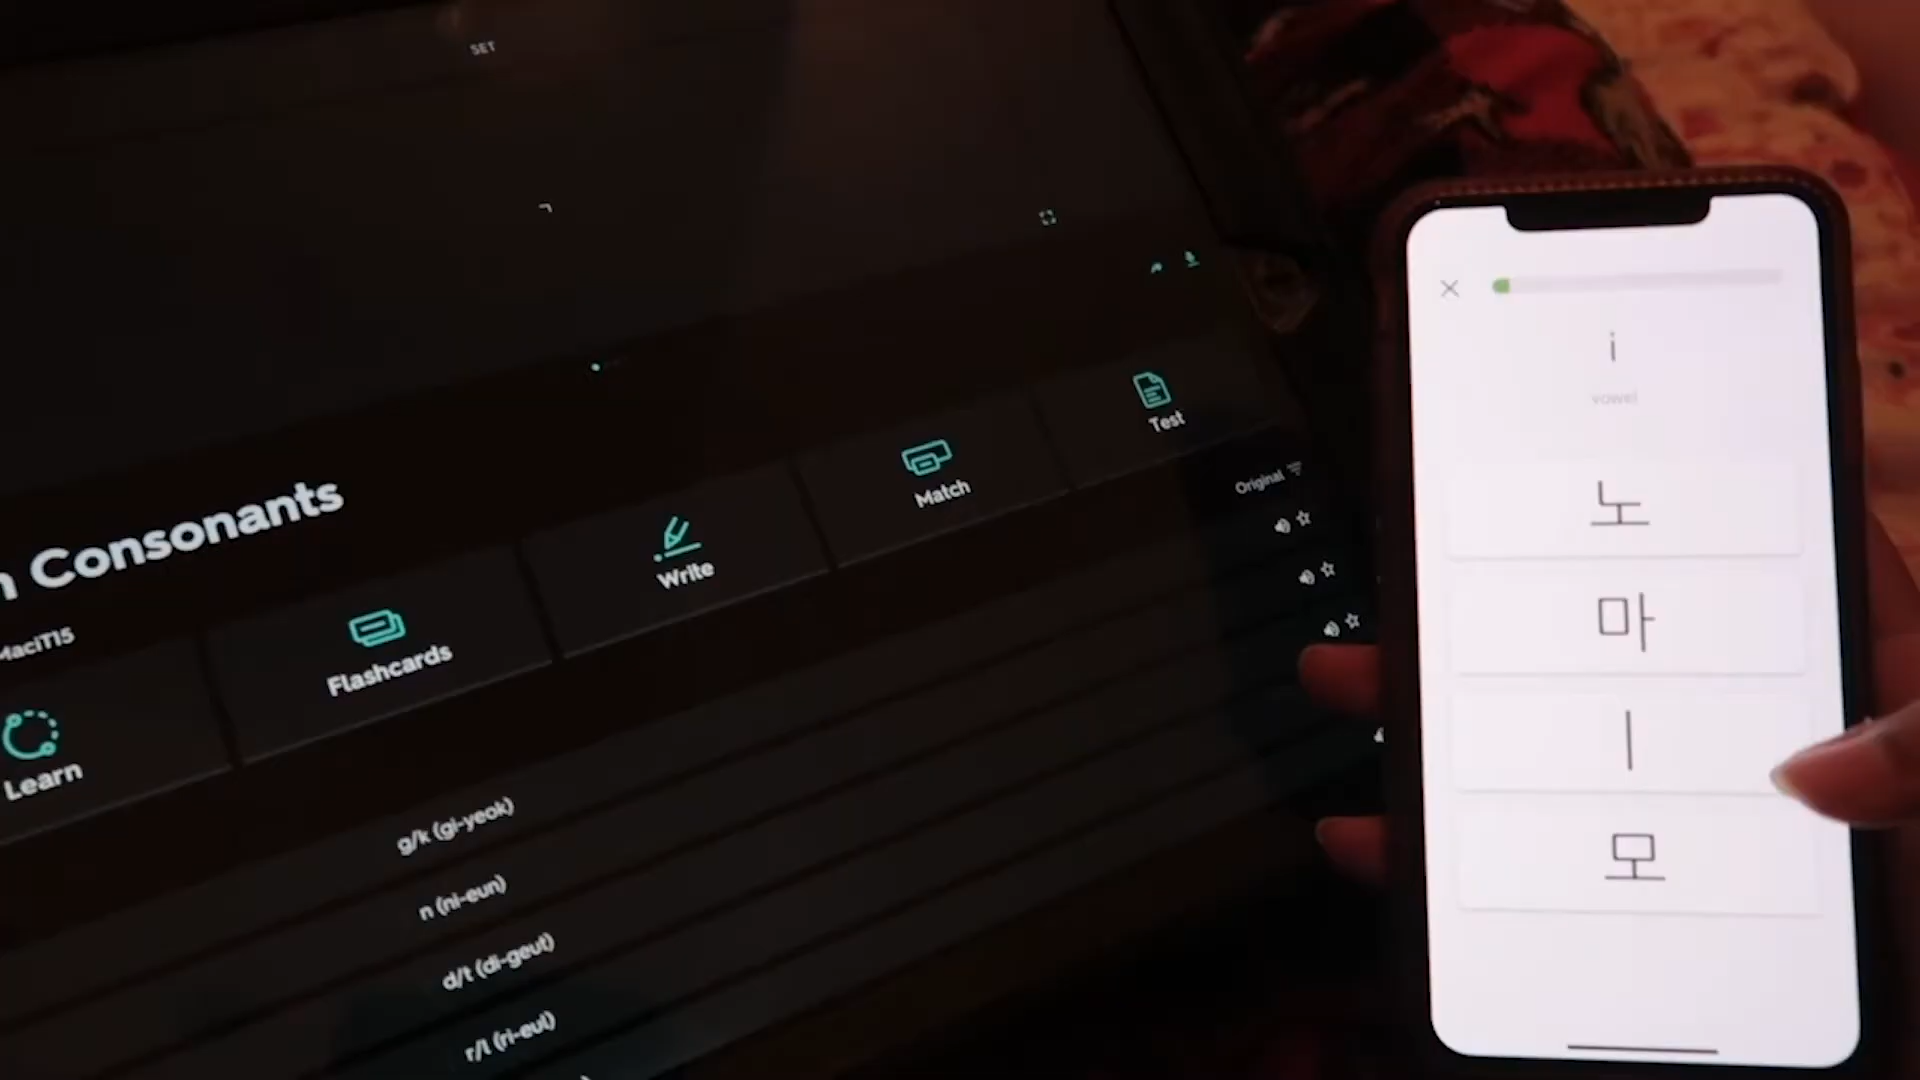 SET
ㄱ
Consonants
MaciT15
Learn
Flashcards
Write
Match
Test
Original
g/k (gi-yeok)
n (ni-eun)
d/t (di-geut)
r/l (ri-eul)
i
vowel
노
마
ㅣ
모